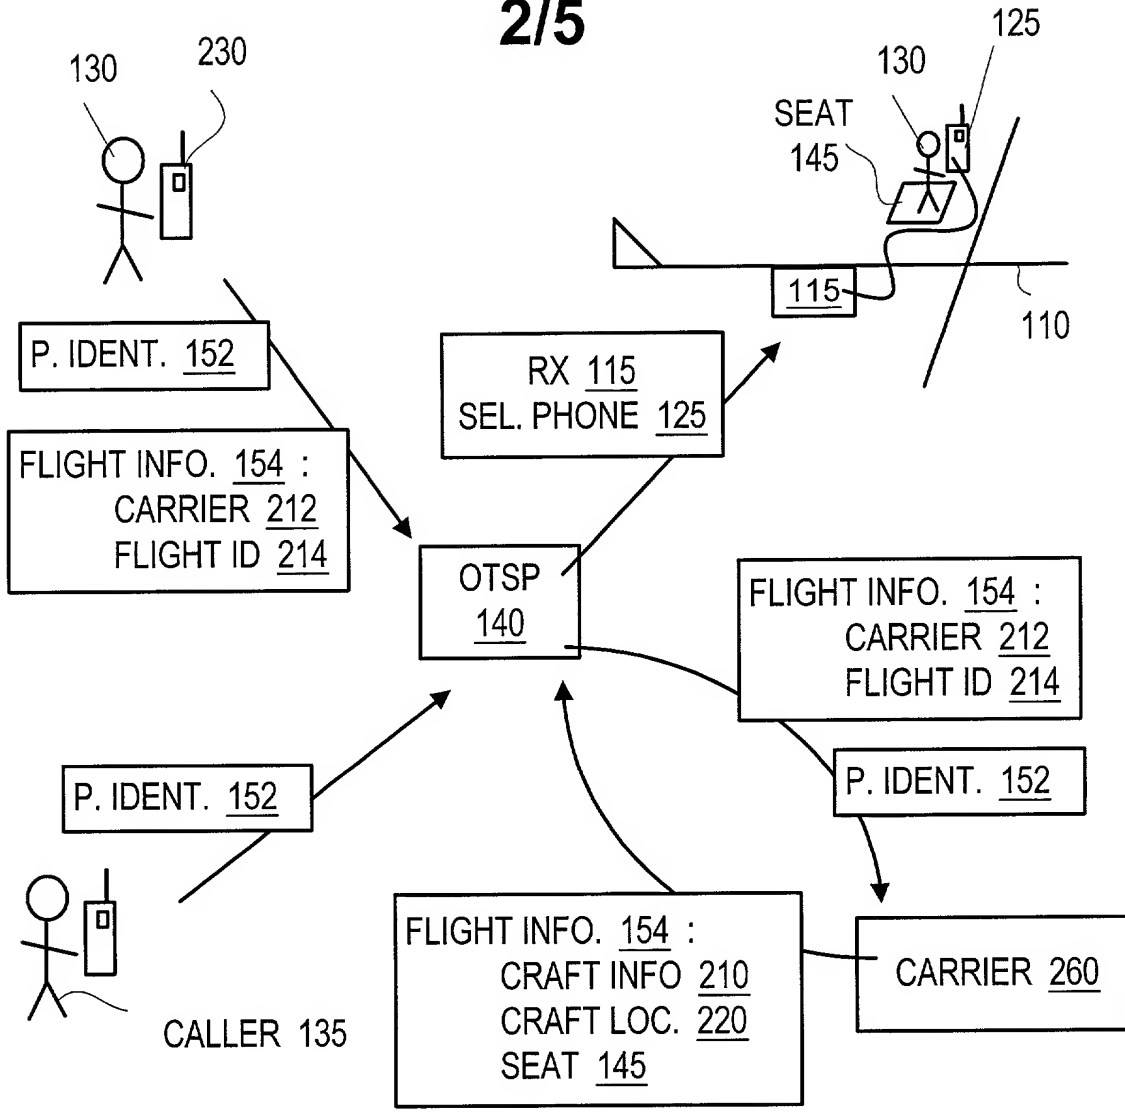 2/5
130
230
125
130
SEAT
145
115
110
P. IDENT. 152
RX 115
SEL. PHONE 125
FLIGHT INFO. 154 :
CARRIER 212
FLIGHT ID 214
OTSP
140
FLIGHT INFO. 154 :
CARRIER 212
FLIGHT ID 214
P. IDENT. 152
P. IDENT. 152
FLIGHT INFO. 154 :
CRAFT INFO 210
CRAFT LOC. 220
SEAT 145
CARRIER 260
CALLER 135